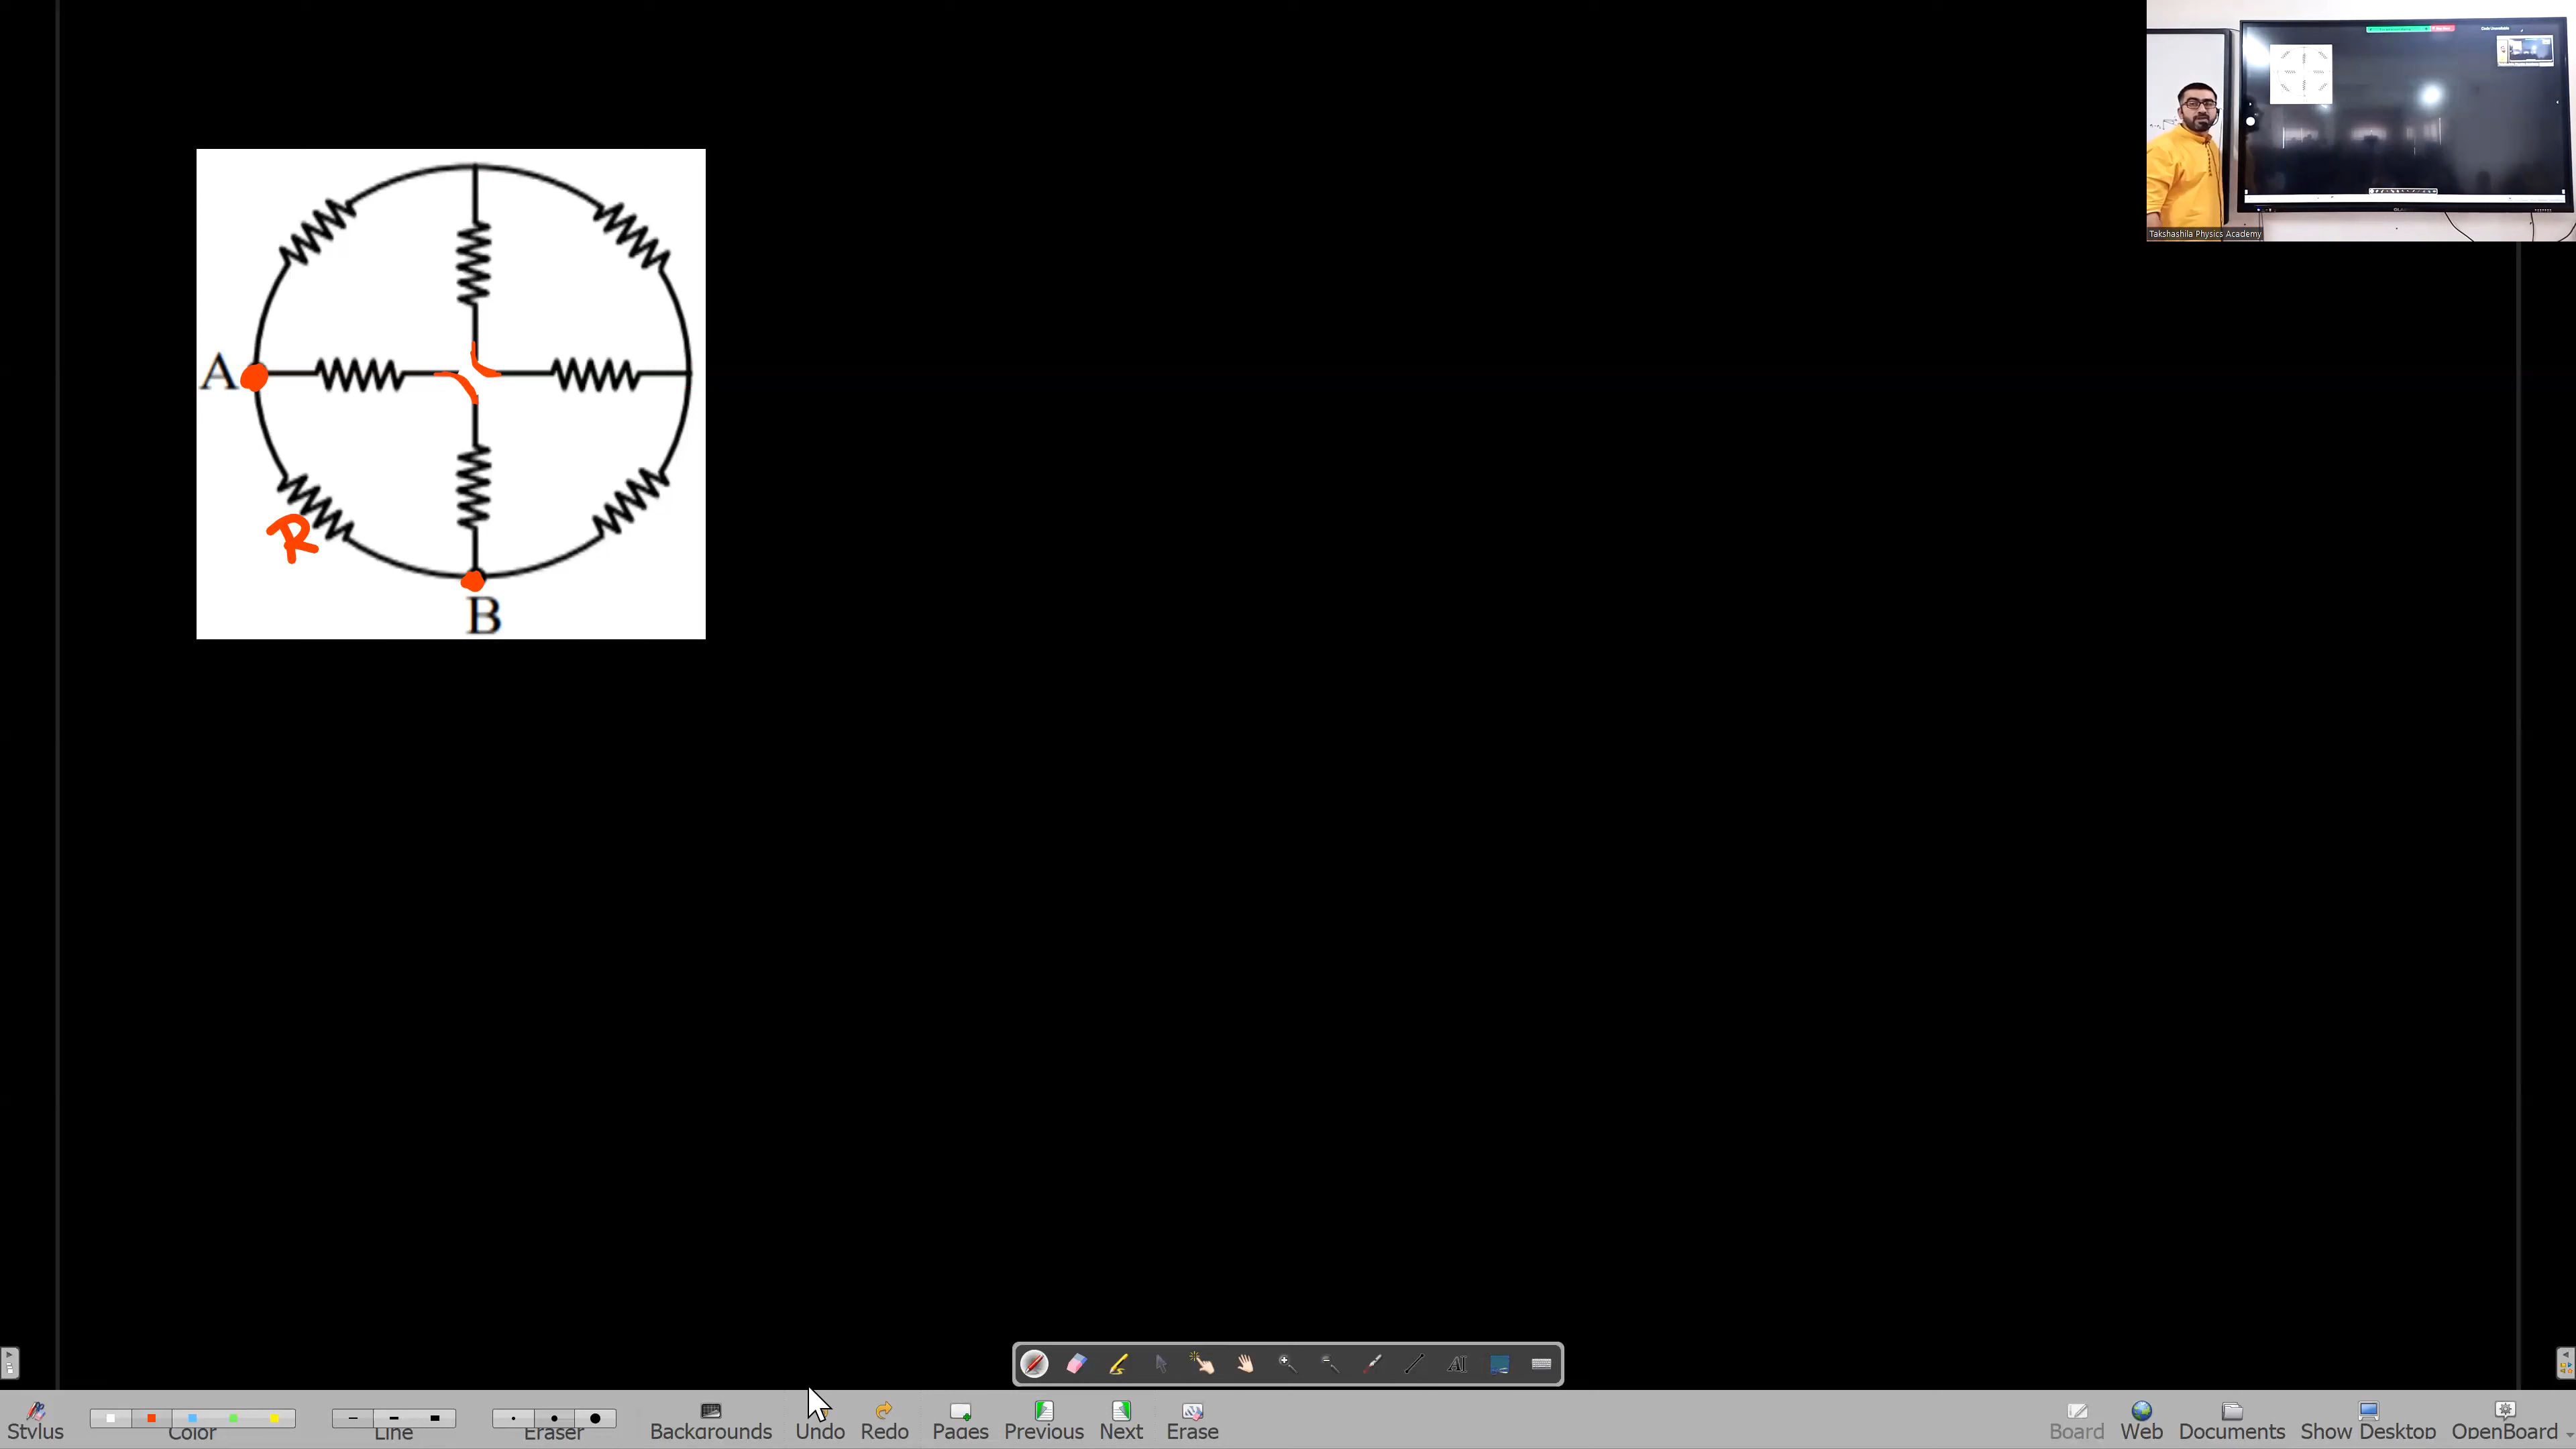 Takshashila Physics Academy
A
R
B
AI
Stylus
Color
Line
Eraser
Backgrounds
Undo
Redo
Pages
Previous
Next
Erase
Board
Web
Documents
Show Desktop
OpenBoard